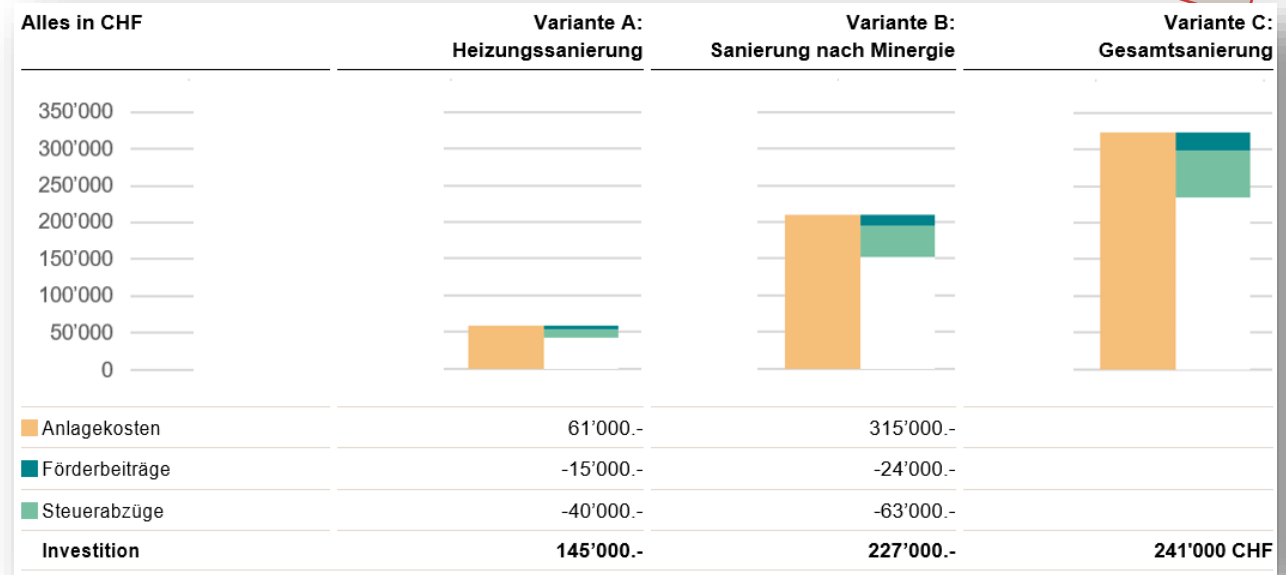 Alles in CHF Variante A: Variante B: Variante C:
Heizungssanierung Sanierung nach Minergie Gesamtsanierung
350’000
300’000
250’000
200’000
150’000
100’000
50’000
0
Anlagekosten 61’000.- 315’000.-
Förderbeiträge -15’000.- -24’000.-
Steuerabzüge -40’000.- -63’000.-
Investition 145’000.- 227’000.- 241'000 CHF